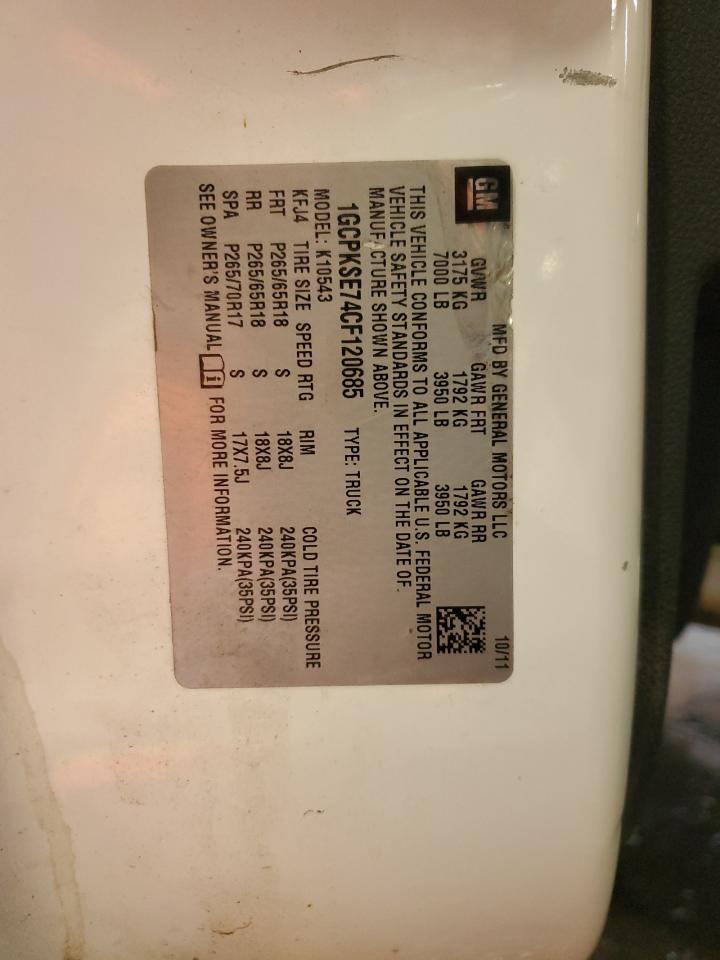 GM
MFD BY GENERAL MOTORS LLC 10/11
GVWR GAWR FRT GAWR RR
3175 KG 1792 KG 1792 KG
7000 LB 3950 LB 3950 LB
THIS VEHICLE CONFORMS TO ALL APPLICABLE U.S. FEDERAL MOTOR
VEHICLE SAFETY STANDARDS IN EFFECT ON THE DATE OF
MANUFACTURE SHOWN ABOVE.
1GCPKSE74CF120685 TYPE: TRUCK
MODEL: K10543
KFJ4 TIRE SIZE SPEED RTG RIM COLD TIRE PRESSURE
FRT P265/65R18 S 18X8J 240KPA(35PSI)
RR P265/65R18 S 18X8J 240KPA(35PSI)
SPA P265/70R17 S 17X7.5J 240KPA(35PSI)
SEE OWNER'S MANUAL FOR MORE INFORMATION.